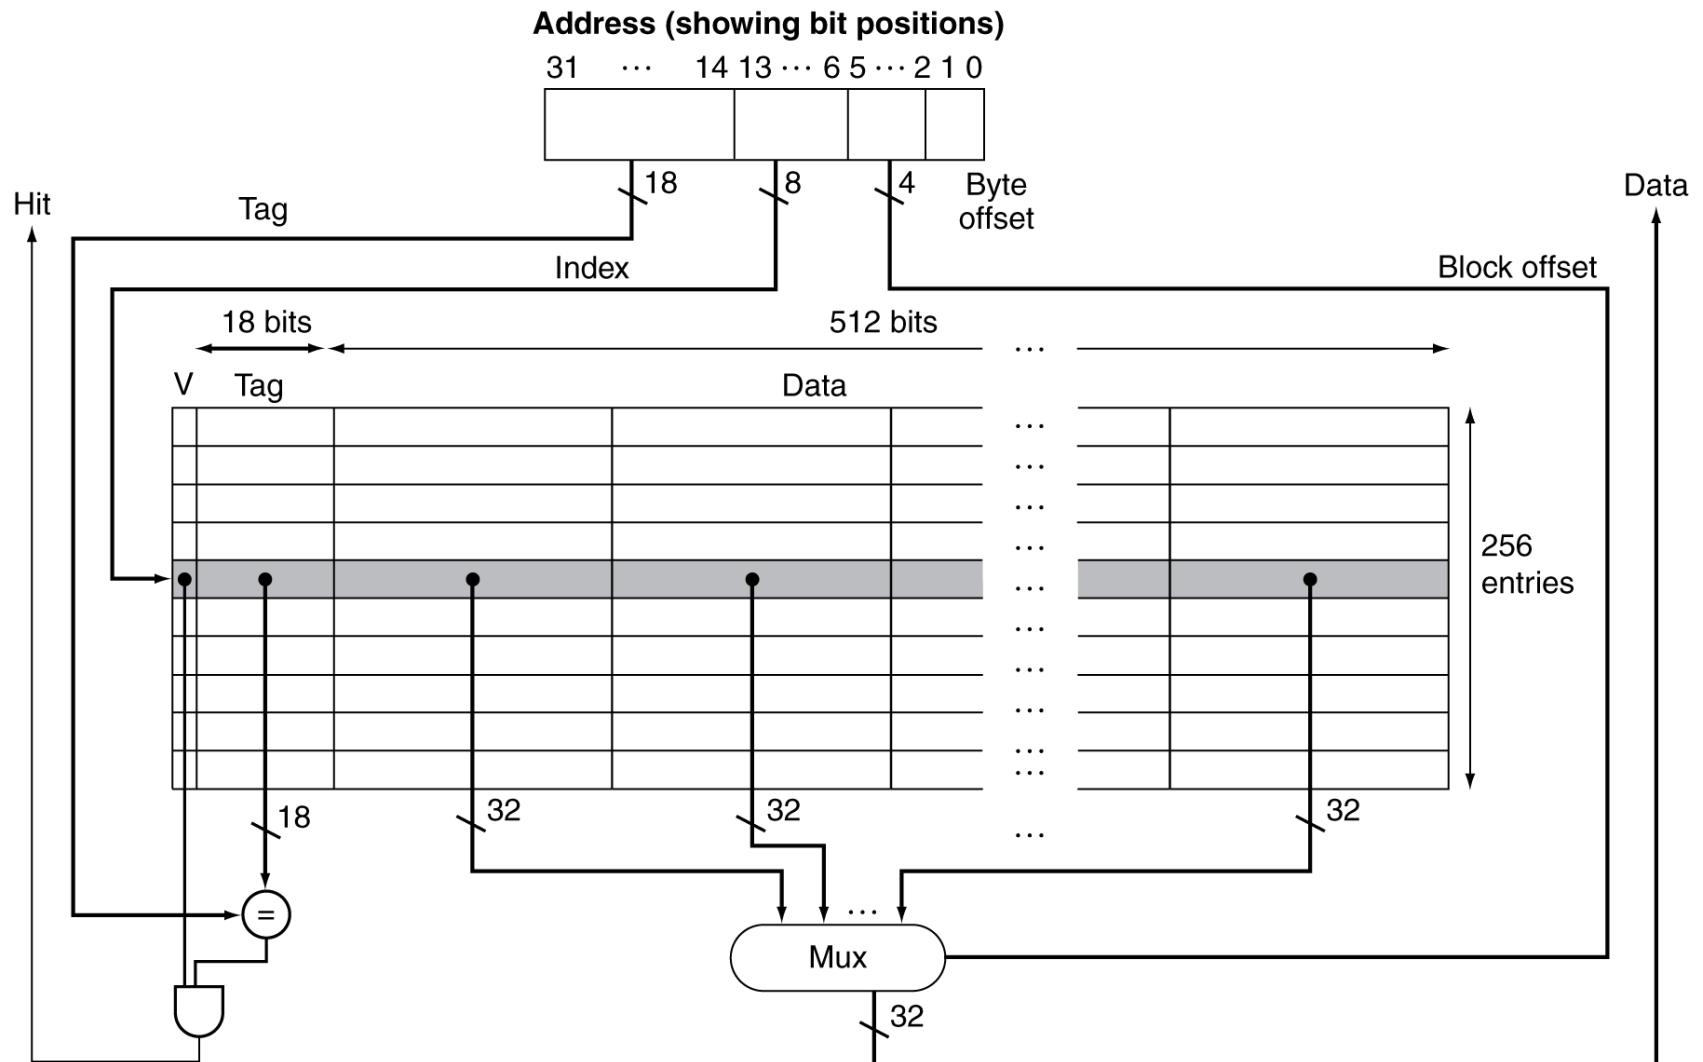 Address (showing bit positions)
31 ··· 14 13 ··· 6 5 ··· 2 1 0
18
8
4
Byte
offset
Hit
Tag
Data
Index
Block offset
18 bits
512 bits
···
V
Tag
Data
···
···
···
···
···
···
···
···
···
···
256
entries
18
32
32
···
32
=
···
Mux
32